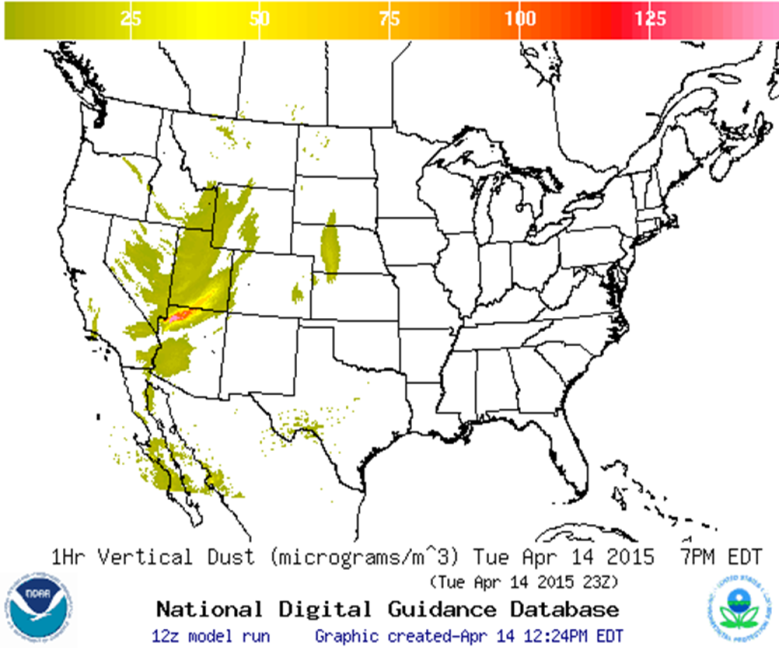 25 50 75 100 125
1Hr Vertical Dust (micrograms/m^3) Tue Apr 14 2015 7PM EDT
(Tue Apr 14 2015 23Z)
National Digital Guidance Database
12z model run Graphic created-Apr 14 12:24PM EDT
NOAA